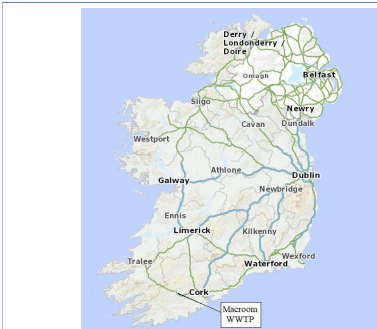 Derry /
Londonderry /
Doire
Omagh
Belfast
Sligo
Newry
Cavan
Dundalk
Westport
Athlone
Galway
Dublin
Newbridge
Ennis
Limerick
Kilkenny
Tralee
Wexford
Waterford
Cork
Macroom
WWTP